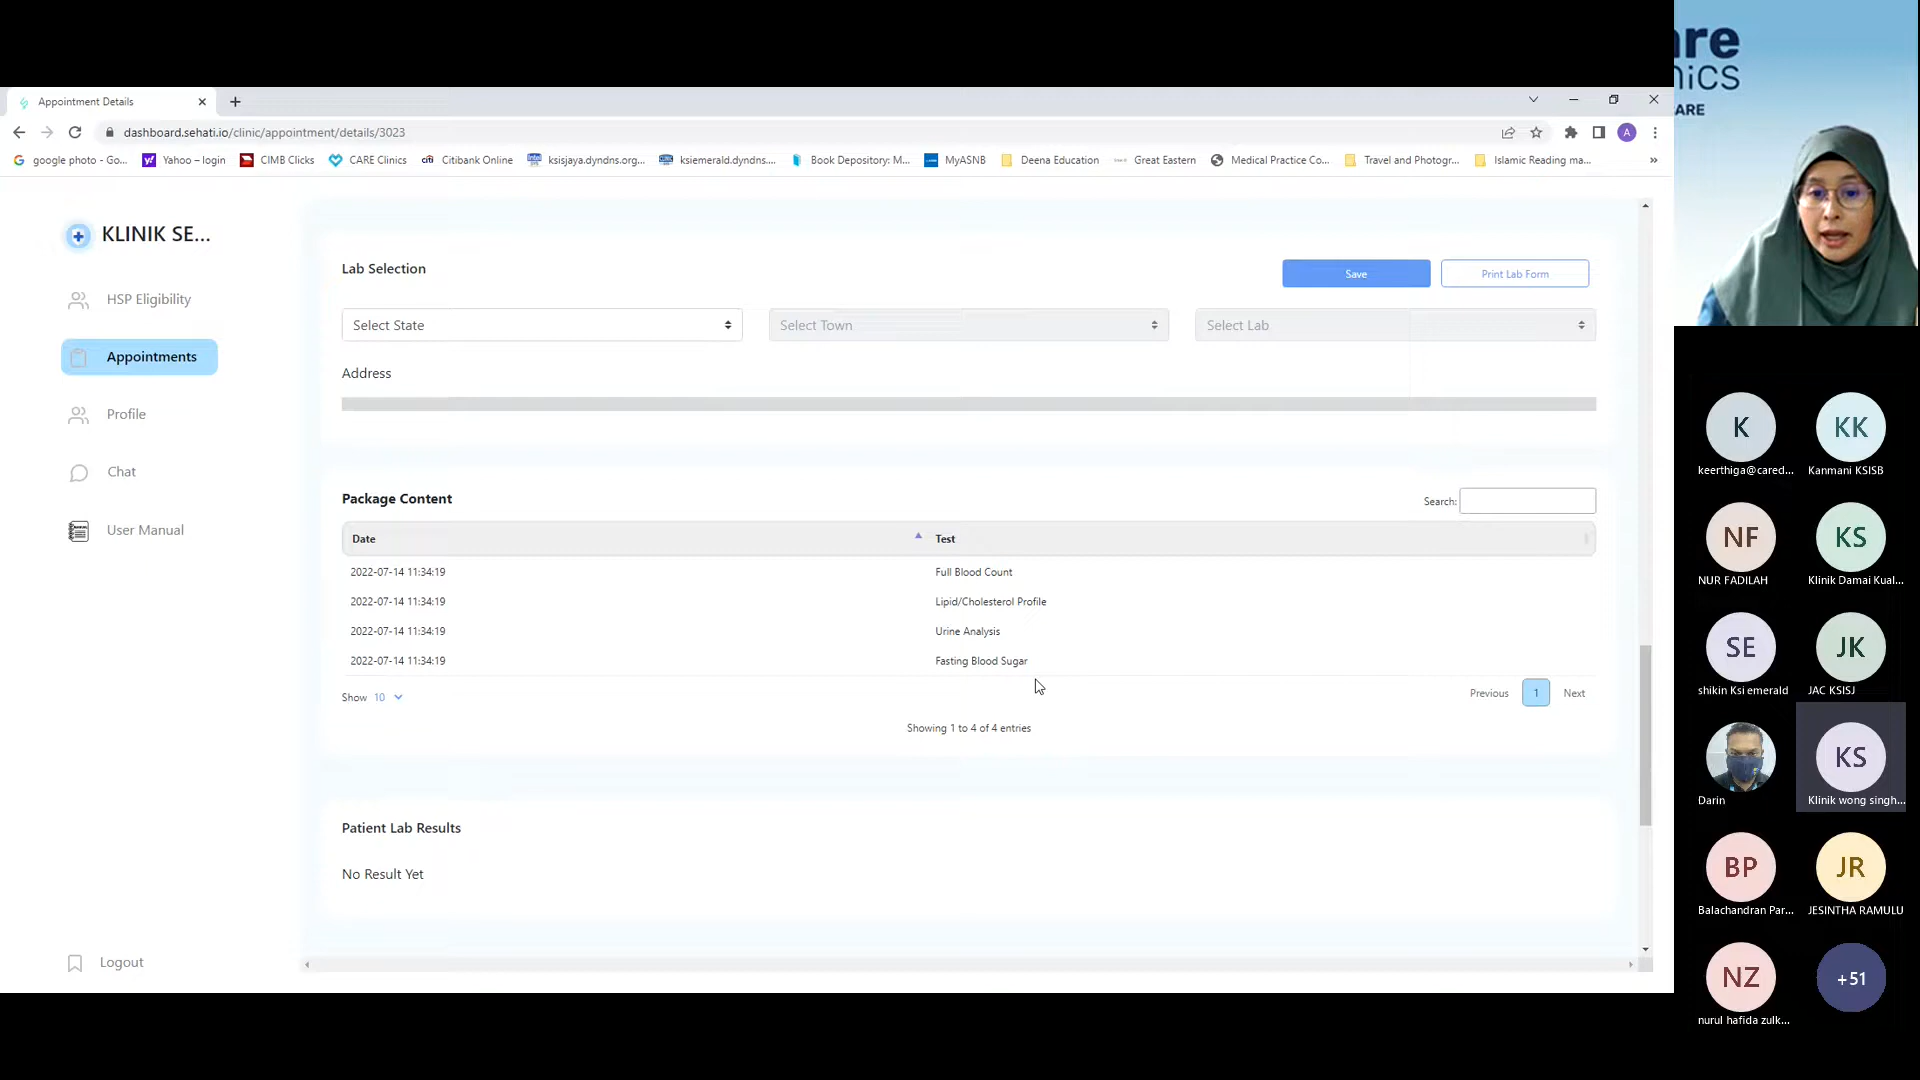 Appointment Details
dashboard.sehati.io/clinic/appointment/details/3023
A
google photo - Go...
Yahoo – login
CIMB Clicks
CARE Clinics
citi Citibank Online
ksisjaya.dyndns.org...
ksiemerald.dyndns....
Book Depository: M...
MyASNB
Deena Education
Great Eastern
Medical Practice Co...
Travel and Photogr...
Islamic Reading ma...
»
KLINIK SE...
HSP Eligibility
Appointments
Profile
Chat
User Manual
Logout
Lab Selection
Save
Print Lab Form
Select State
Select Town
Select Lab
Address
Package Content
Search:
Date
Test
2022-07-14 11:34:19 Full Blood Count
2022-07-14 11:34:19 Lipid/Cholesterol Profile
2022-07-14 11:34:19 Urine Analysis
2022-07-14 11:34:19 Fasting Blood Sugar
Show 10
Previous 1 Next
Showing 1 to 4 of 4 entries
Patient Lab Results
No Result Yet
are
nics
ARE
K
keerthiga@cared...
KK
Kanmani KSISB
NF
NUR FADILAH
KS
Klinik Damai Kual...
SE
shikin Ksi emerald
JK
JAC KSISJ
Darin
KS
Klinik wong singh...
BP
Balachandran Par...
JR
JESINTHA RAMULU
NZ
nurul hafida zulk...
+51